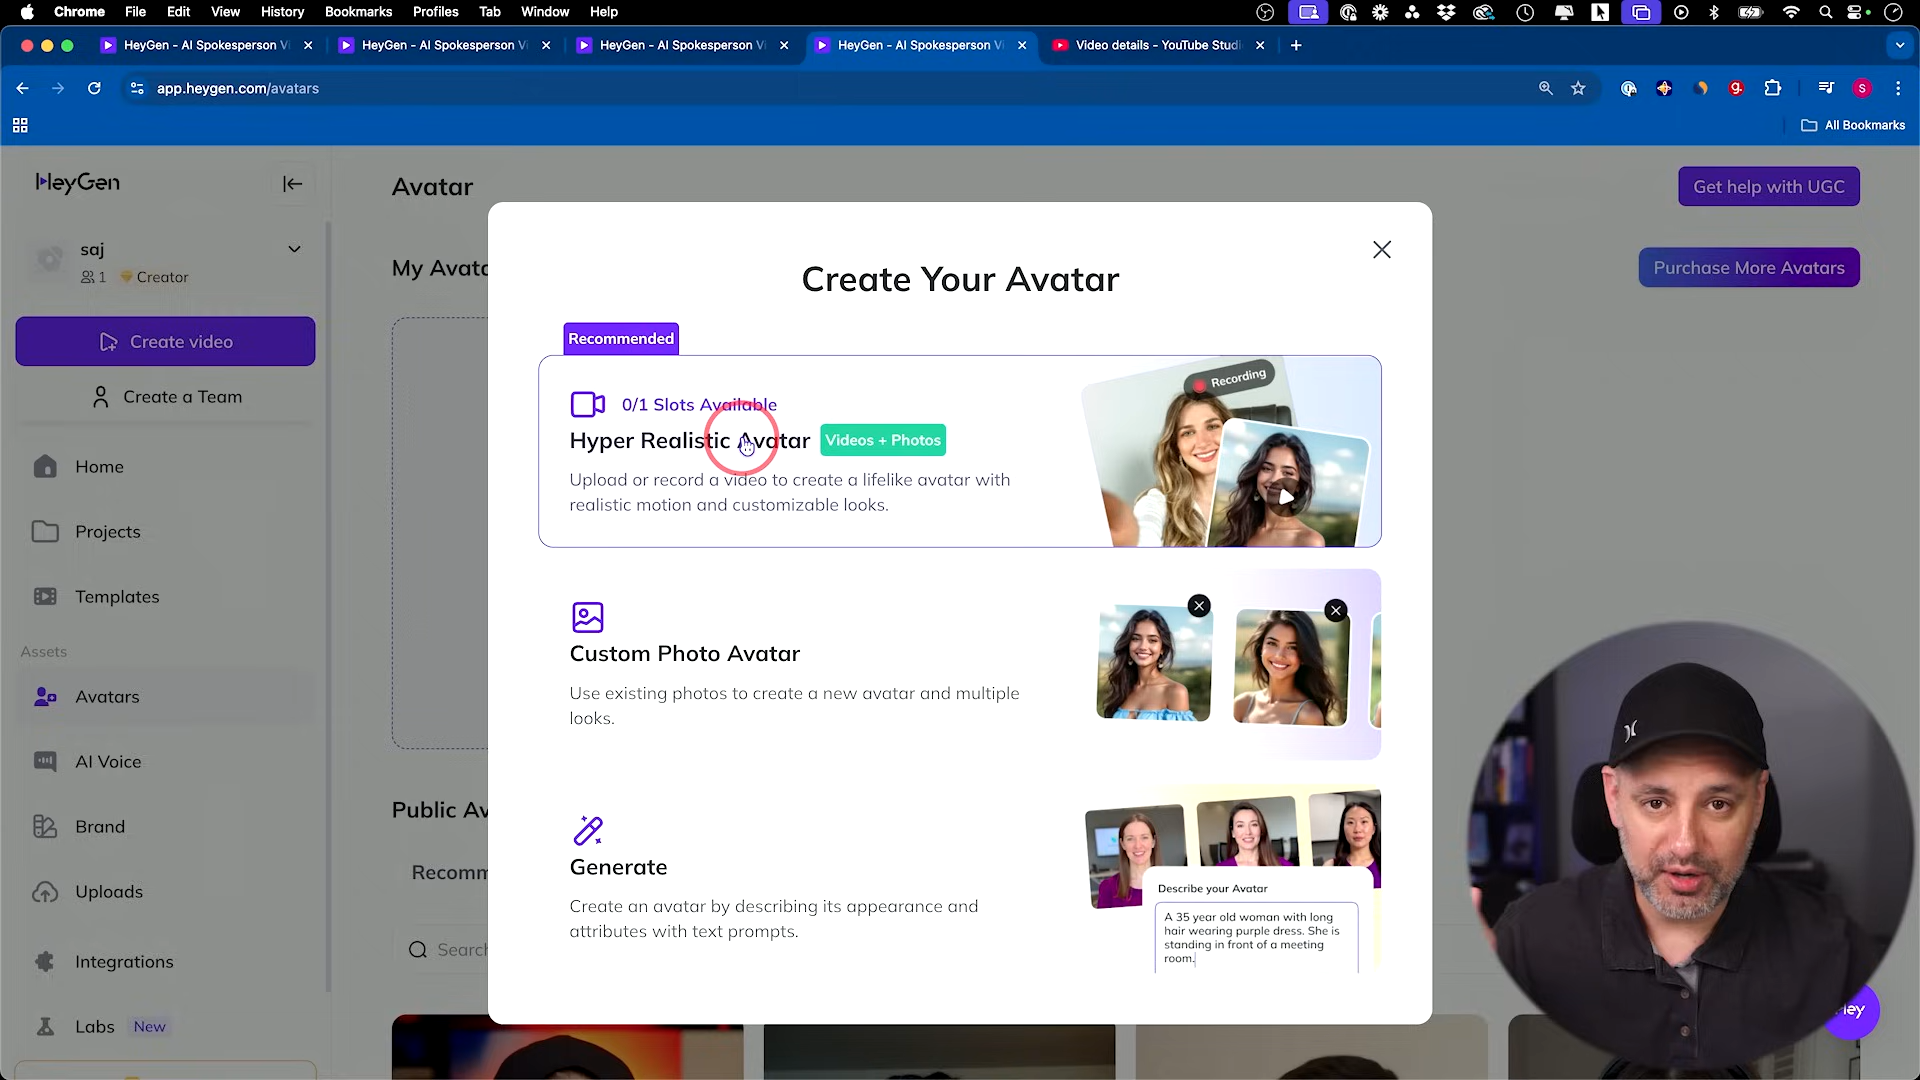 Chrome File Edit View History Bookmarks Profiles Tab Window Help
HeyGen - AI Spokesperson Vi
HeyGen - AI Spokesperson Vi
HeyGen - AI Spokesperson Vi
HeyGen - AI Spokesperson Vi
Video details - YouTube Studi
app.heygen.com/avatars
All Bookmarks
HeyGen
saj
1 Creator
Create video
Create a Team
Home
Projects
Templates
Assets
Avatars
AI Voice
Brand
Uploads
Integrations
Labs New
Avatar
Get help with UGC
My Avata
Purchase More Avatars
Public Av
Recomm
Search
Create Your Avatar
Recommended
0/1 Slots Available
Hyper Realistic Avatar Videos + Photos
Upload or record a video to create a lifelike avatar with
realistic motion and customizable looks.
Recording
Custom Photo Avatar
Use existing photos to create a new avatar and multiple
looks.
Generate
Create an avatar by describing its appearance and
attributes with text prompts.
Describe your Avatar
A 35 year old woman with long
hair wearing purple dress. She is
standing in front of a meeting
room.